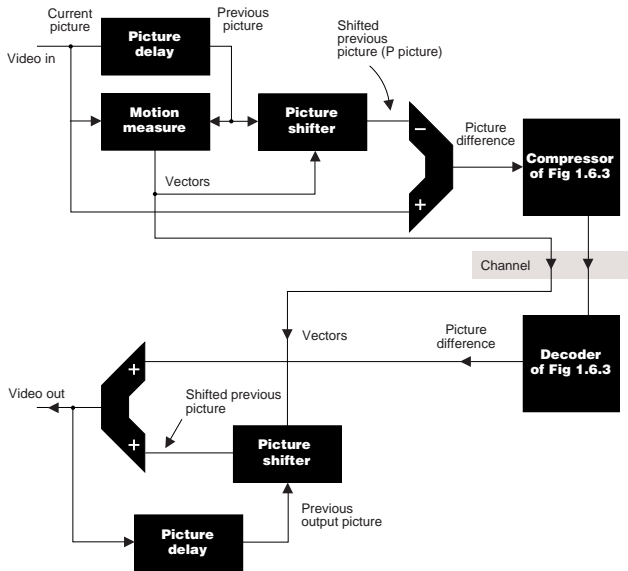 Current
picture
Previous
picture
Video in
Picture
delay
Shifted
previous
picture (P picture)
Motion
measure
Picture
shifter
−
+
Picture
difference
Compressor
of Fig 1.6.3
Vectors
Channel
Vectors
Picture
difference
Decoder
of Fig 1.6.3
Video out
+
+
Shifted previous
picture
Picture
shifter
Previous
output picture
Picture
delay